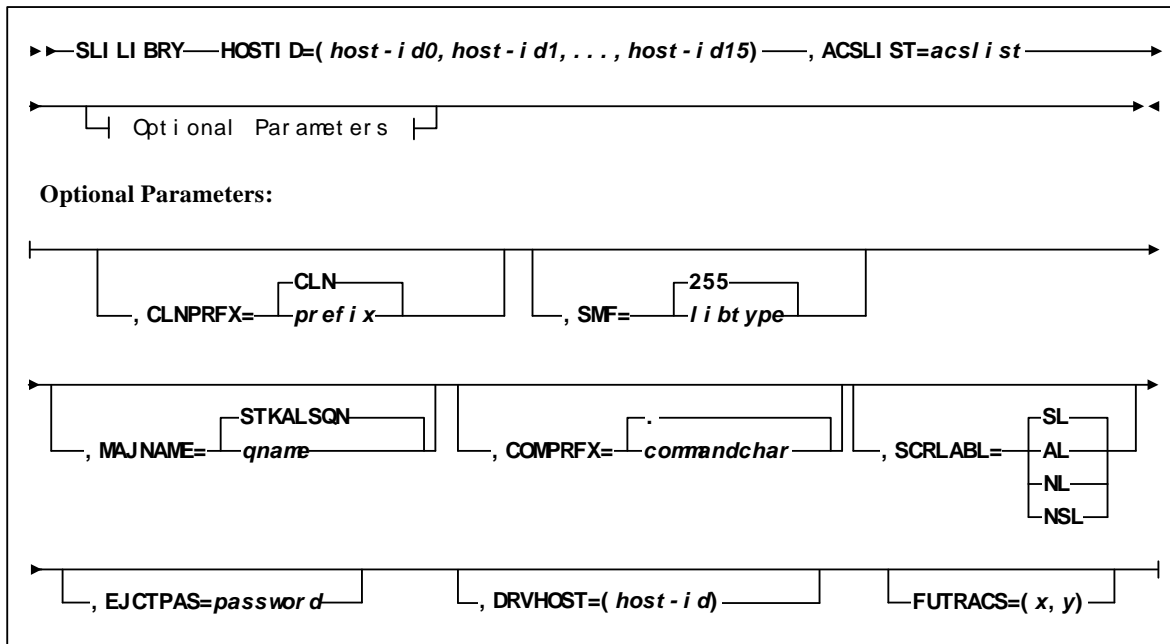 SLILIBRY HOSTID=(host-id0, host-id1, ..., host-id15) , ACSLIST=acslist
Optional Parameters
Optional Parameters:
CLN
, CLNPRFX= prefix
255
, SMF= libtype
STKALSQN
, MAJNAME= qname
.
, COMPRFX= commandchar
SL
, SCRLABL= AL
NL
NSL
, EJCTPAS=password
, DRVHOST=(host-id)
FUTRACS=(x, y)